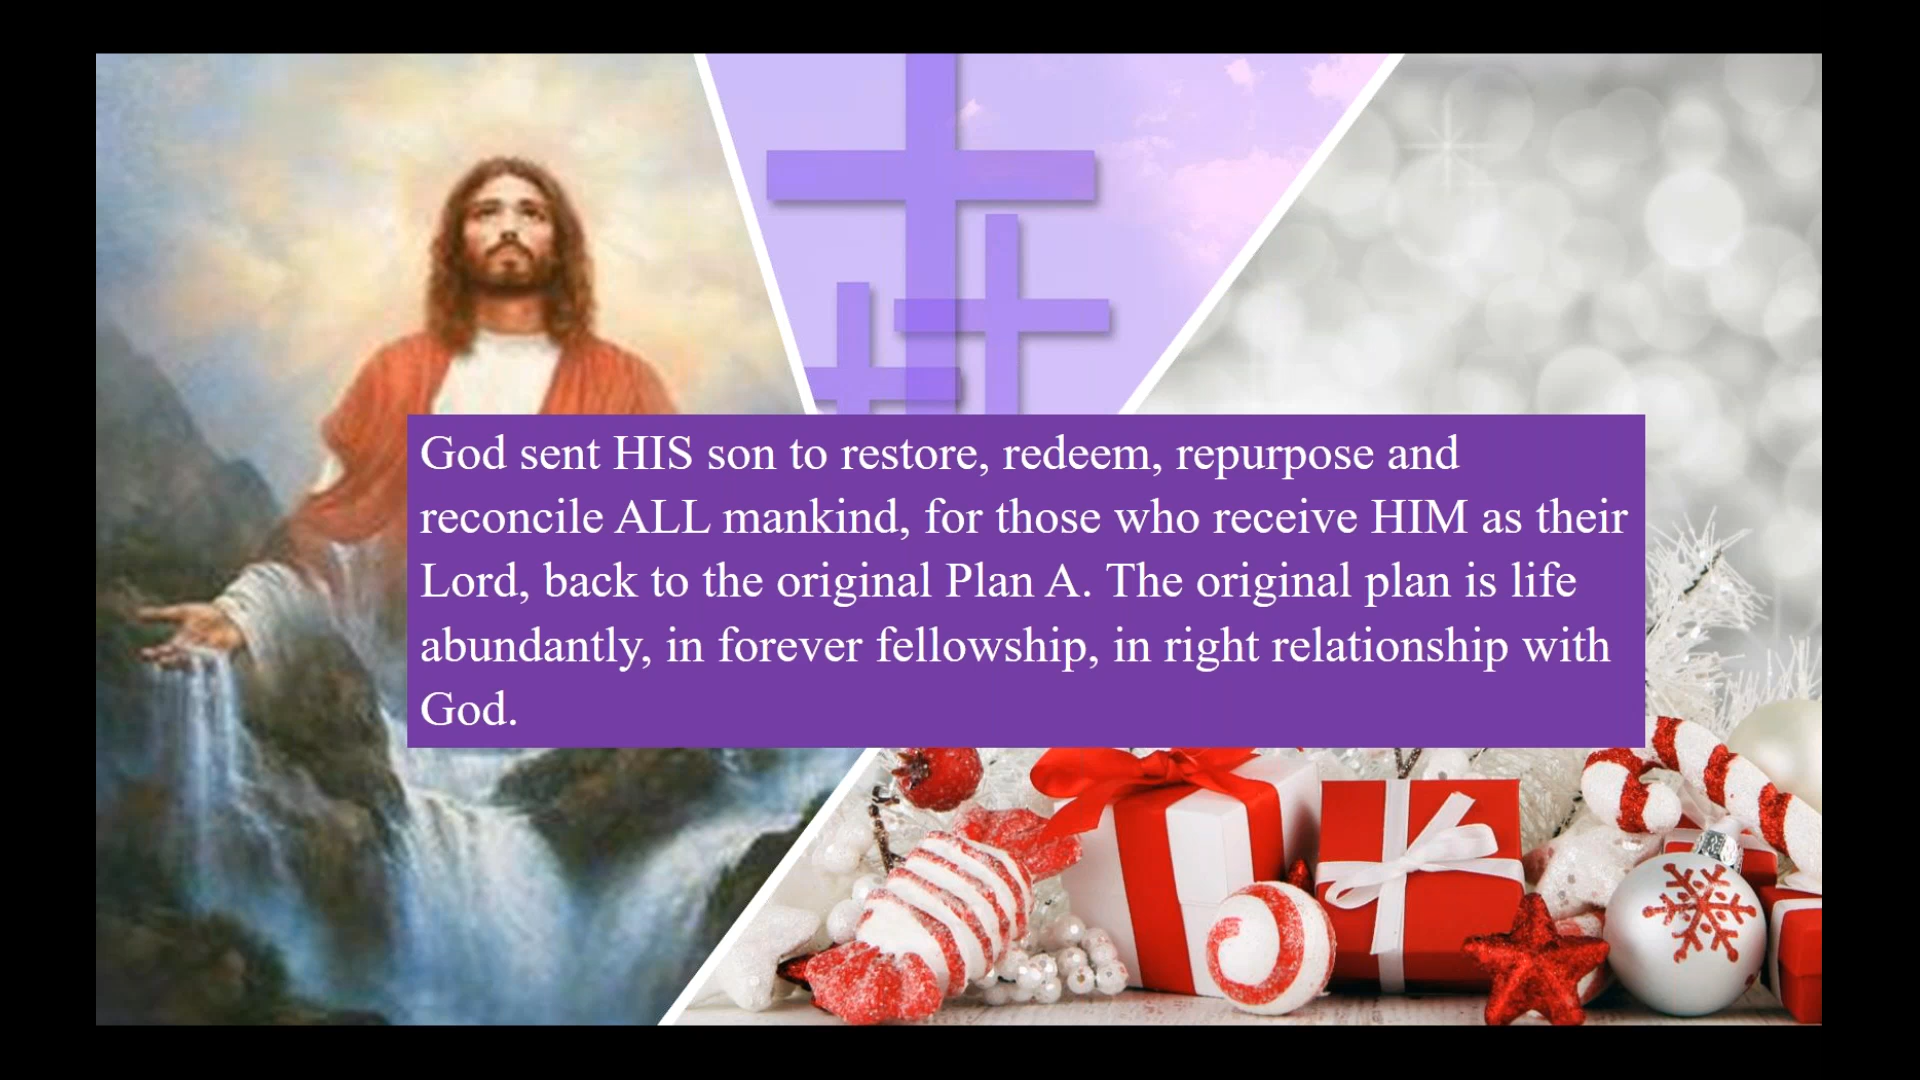 God sent HIS son to restore, redeem, repurpose and
reconcile ALL mankind, for those who receive HIM as their
Lord, back to the original Plan A. The original plan is life
abundantly, in forever fellowship, in right relationship with
God.